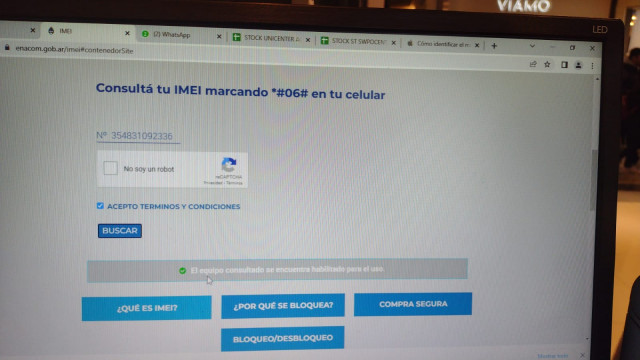 VIAMO
LED
IMEI
(2) WhatsApp
STOCK UNICENTER
STOCK ST SWPOCENT
Cómo identificar el n
enacom.gob.ar/imei#contenedorSite
Consultá tu IMEI marcando *#06# en tu celular
Nº 354831092336
No soy un robot
reCAPTCHA
Privacidad - Términos
ACEPTO TERMINOS Y CONDICIONES
BUSCAR
El equipo consultado se encuentra habilitado para el uso.
¿QUÉ ES IMEI?
¿POR QUÉ SE BLOQUEA?
COMPRA SEGURA
BLOQUEO/DESBLOQUEO
Mostrar todo